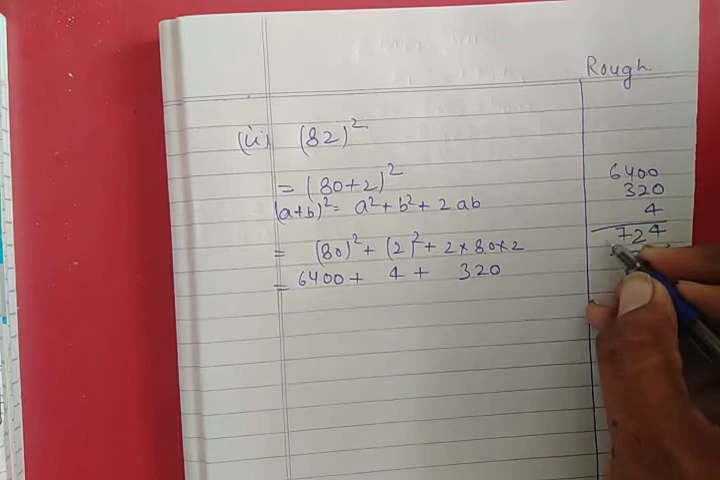 Rough
(ii) (82)²
= (80+2)²
(a+b)² = a² + b² + 2ab
= (80)² + (2)² + 2×80×2
= 6400 + 4 + 320
6400
320
4
724